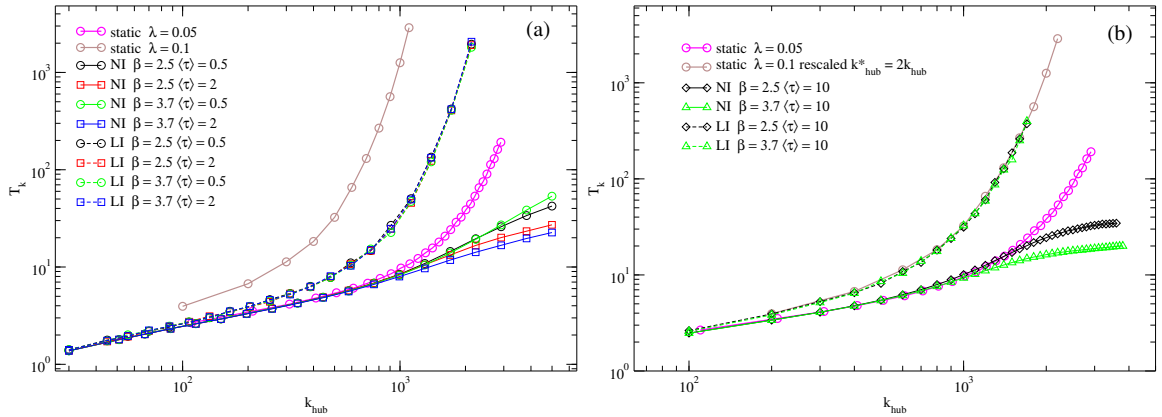 (a)
static λ = 0.05
static λ = 0.1
NI β = 2.5 ⟨τ⟩ = 0.5
NI β = 2.5 ⟨τ⟩ = 2
NI β = 3.7 ⟨τ⟩ = 0.5
NI β = 3.7 ⟨τ⟩ = 2
LI β = 2.5 ⟨τ⟩ = 0.5
LI β = 2.5 ⟨τ⟩ = 2
LI β = 3.7 ⟨τ⟩ = 0.5
LI β = 3.7 ⟨τ⟩ = 2
10³
10²
10¹
10⁰
T_k
10²
10³
k_hub
(b)
static λ = 0.05
static λ = 0.1 rescaled k*_hub = 2k_hub
NI β = 2.5 ⟨τ⟩ = 10
NI β = 3.7 ⟨τ⟩ = 10
LI β = 2.5 ⟨τ⟩ = 10
LI β = 3.7 ⟨τ⟩ = 10
10³
10²
10¹
10⁰
T_k
10²
10³
k_hub